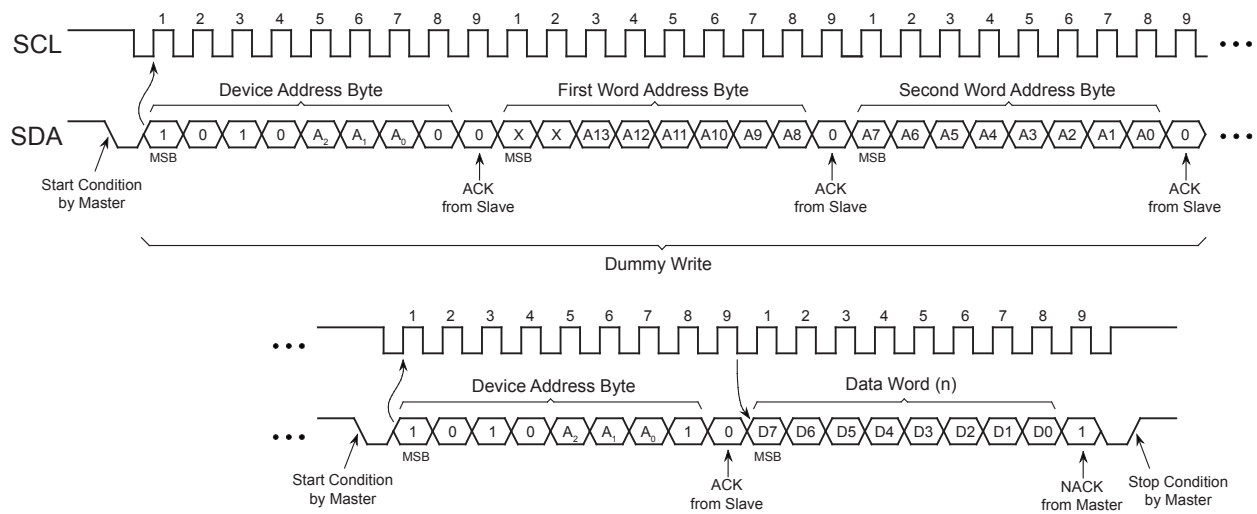 1 2 3 4 5 6 7 8 9 1 2 3 4 5 6 7 8 9 1 2 3 4 5 6 7 8 9
SCL
Device Address Byte First Word Address Byte Second Word Address Byte
SDA 1 0 1 0 A2 A1 A0 0 0 X X A13 A12 A11 A10 A9 A8 0 A7 A6 A5 A4 A3 A2 A1 A0 0
MSB MSB MSB
Start Condition
by Master
ACK
from Slave
ACK
from Slave
ACK
from Slave
Dummy Write
1 2 3 4 5 6 7 8 9 1 2 3 4 5 6 7 8 9
Device Address Byte Data Word (n)
1 0 1 0 A2 A1 A0 1 0 D7 D6 D5 D4 D3 D2 D1 D0 1
MSB MSB
Start Condition
by Master
ACK
from Slave
NACK
from Master
Stop Condition
by Master